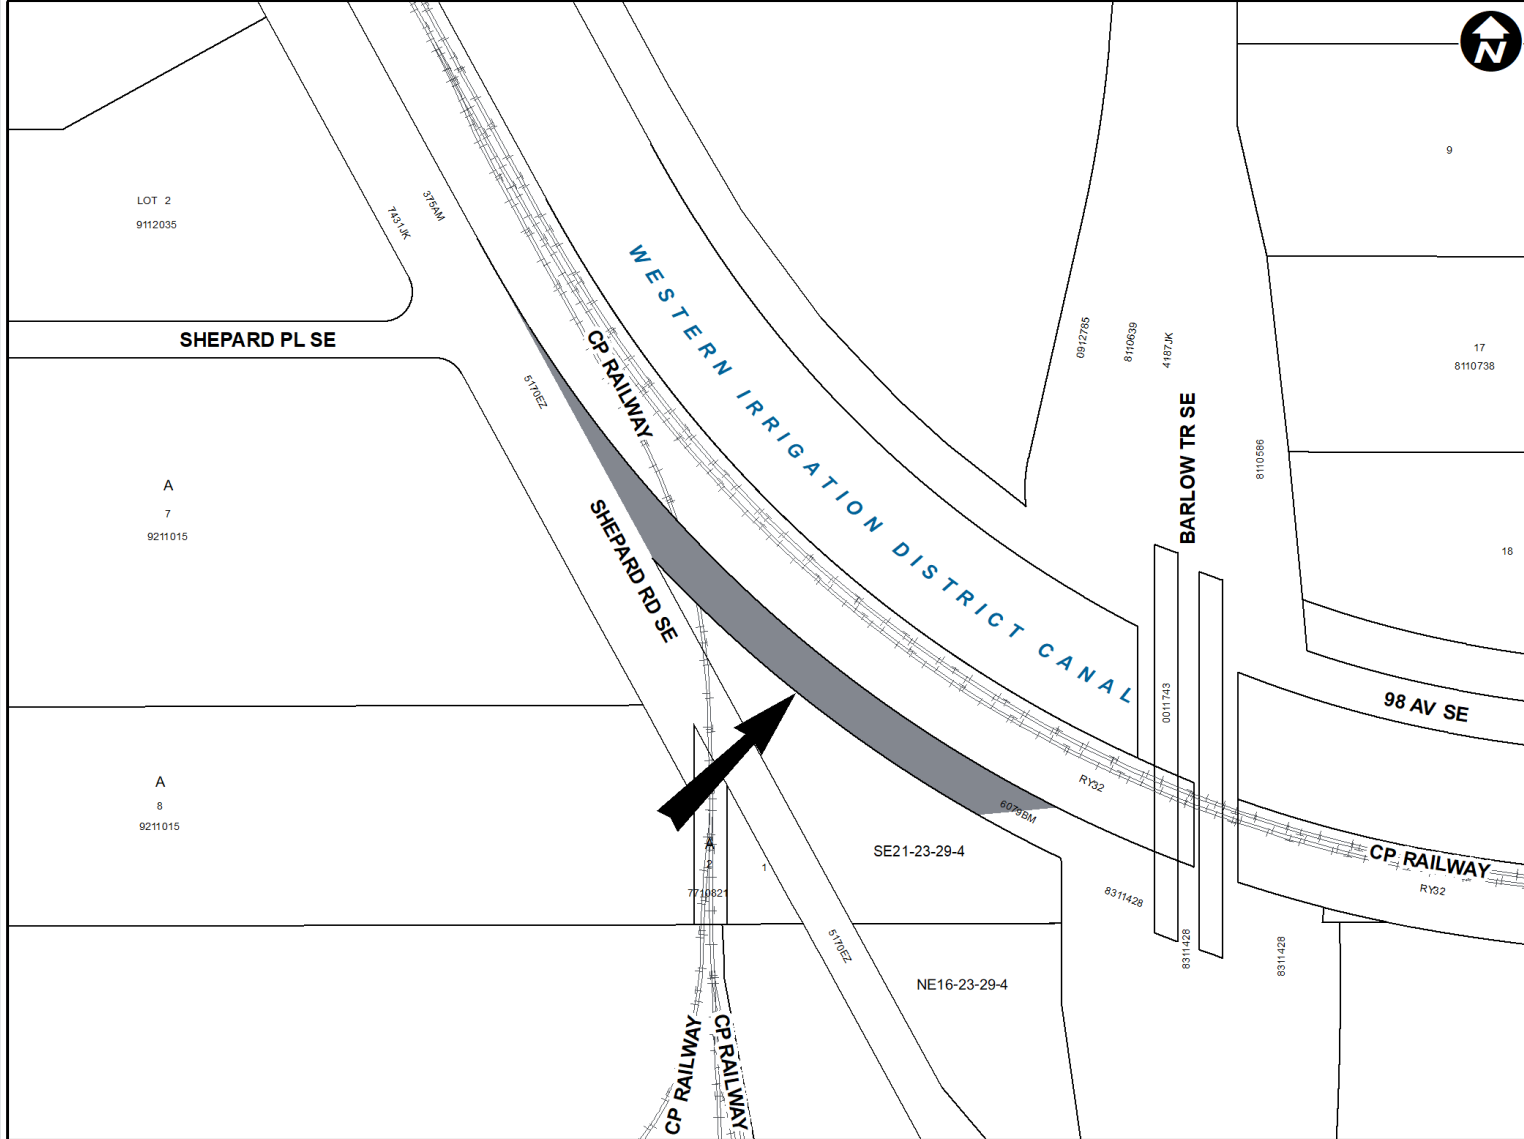 N
9
LOT 2
9112035
7431JK
375AM
SHEPARD PL SE
CP RAILWAY
WESTERN IRRIGATION DISTRICT CANAL
0912785
8110639
4187JK
17
8110738
5170EZ
BARLOW TR SE
8110586
A
7
9211015
SHEPARD RD SE
18
0011743
98 AV SE
RY32
A
8
9211015
6079BM
SE21-23-29-4
A
2
1
7710821
CP RAILWAY
RY32
8311428
5170EZ
8311428
8311428
NE16-23-29-4
CP RAILWAY
CP RAILWAY